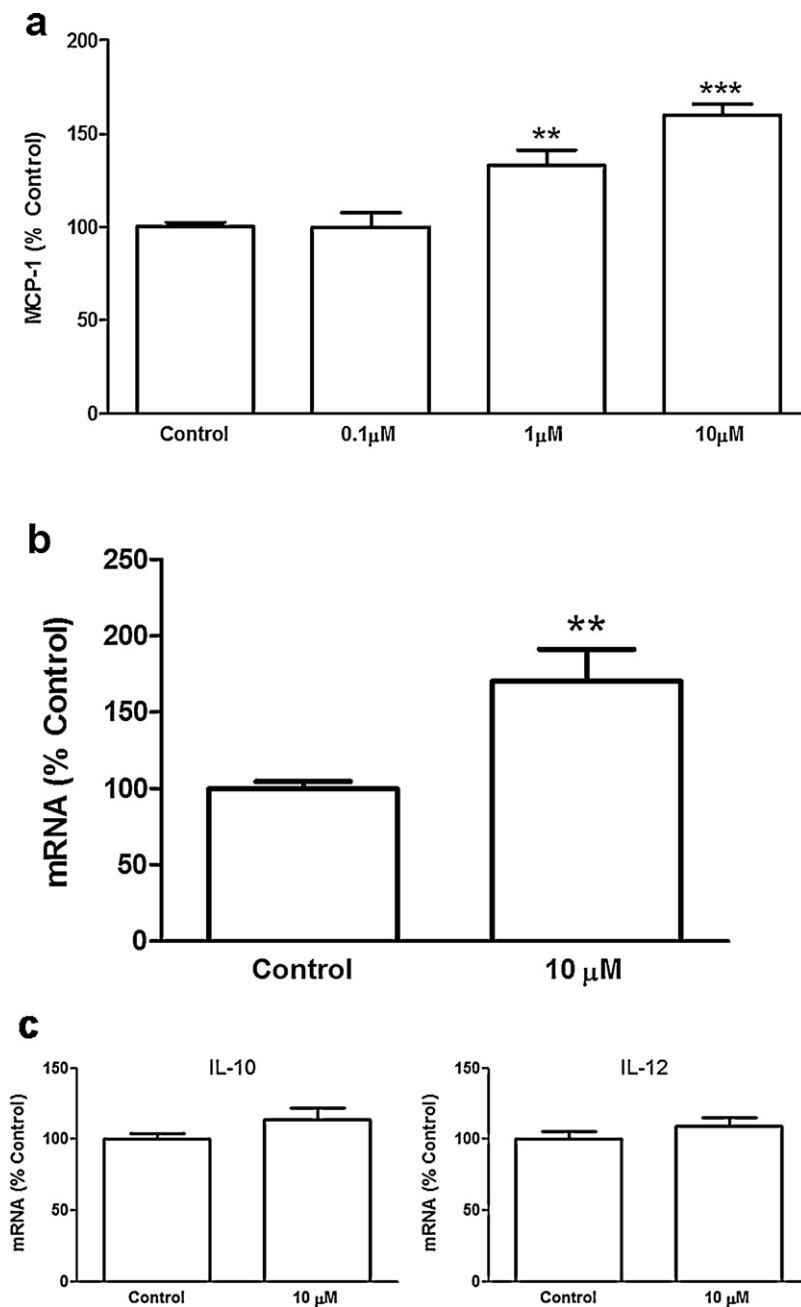 a
MCP-1 (% Control)
200
150
100
50
0
**
***
Control 0.1μM 1μM 10μM
b
mRNA (% Control)
250
200
150
100
50
0
**
Control 10 μM
c
IL-10
mRNA (% Control)
150
100
50
0
Control 10 μM
IL-12
mRNA (% Control)
150
100
50
0
Control 10 μM